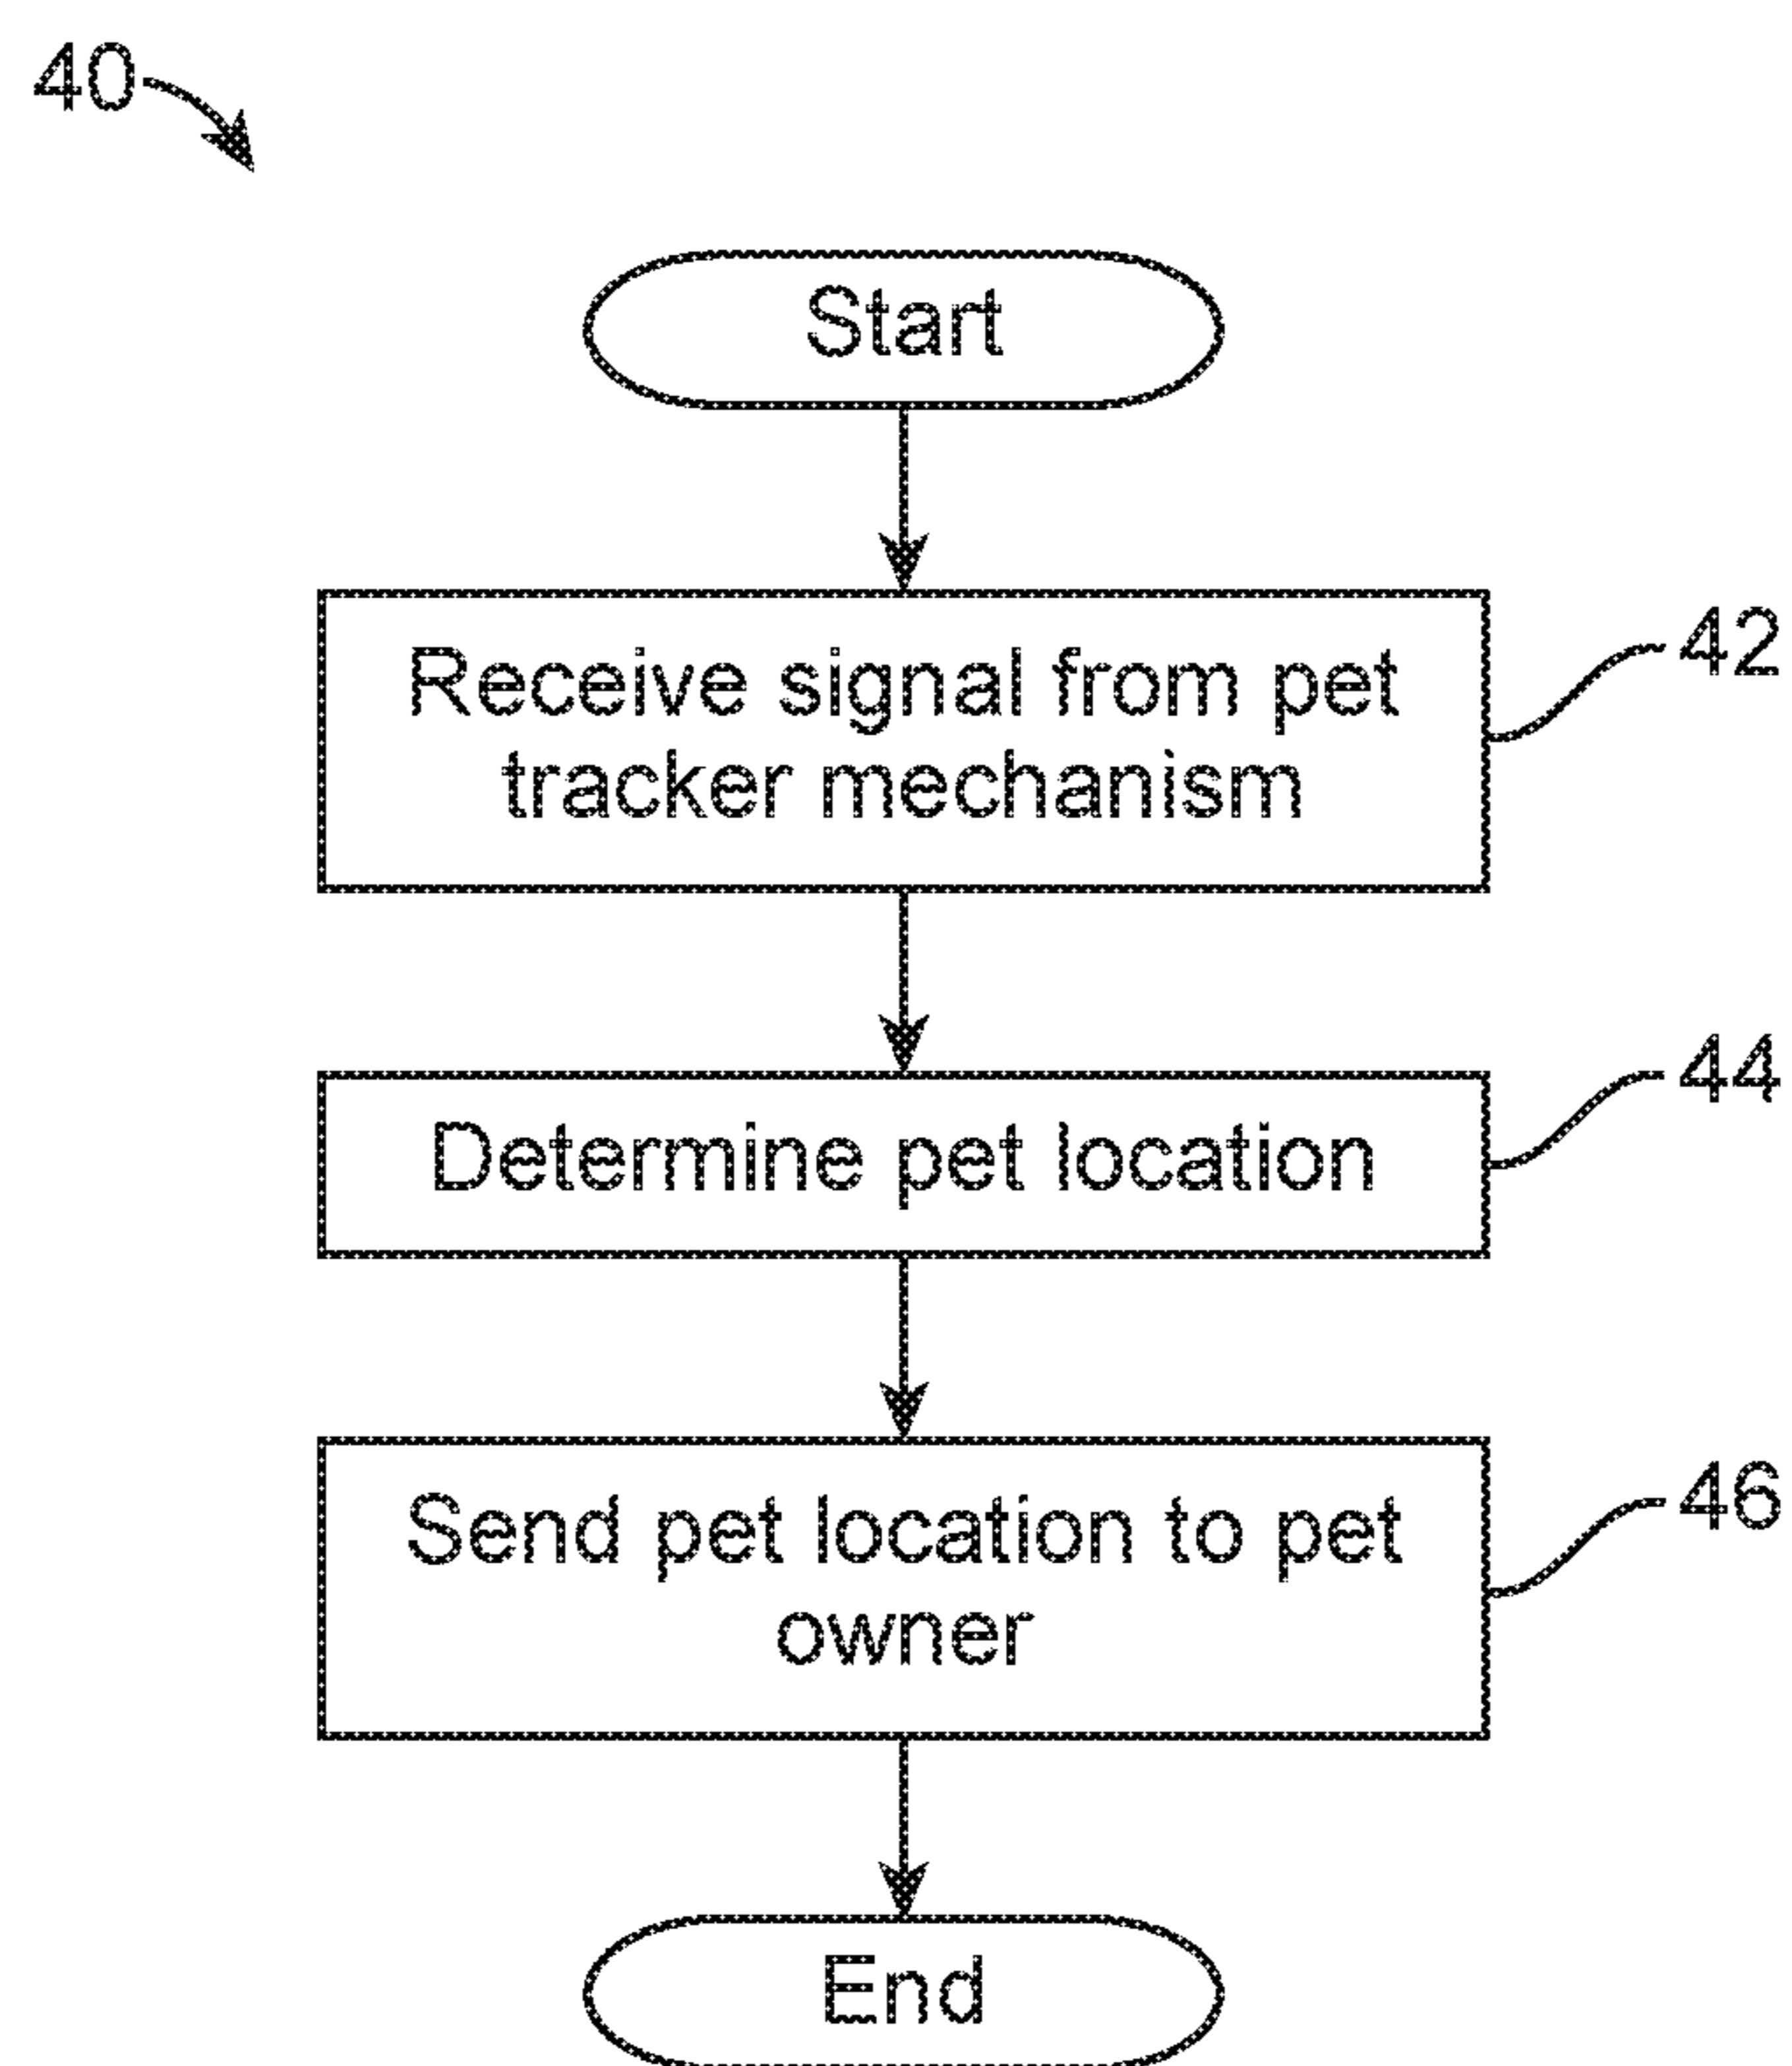 40
Start
Receive signal from pet
tracker mechanism
42
Determine pet location
44
Send pet location to pet
owner
46
End